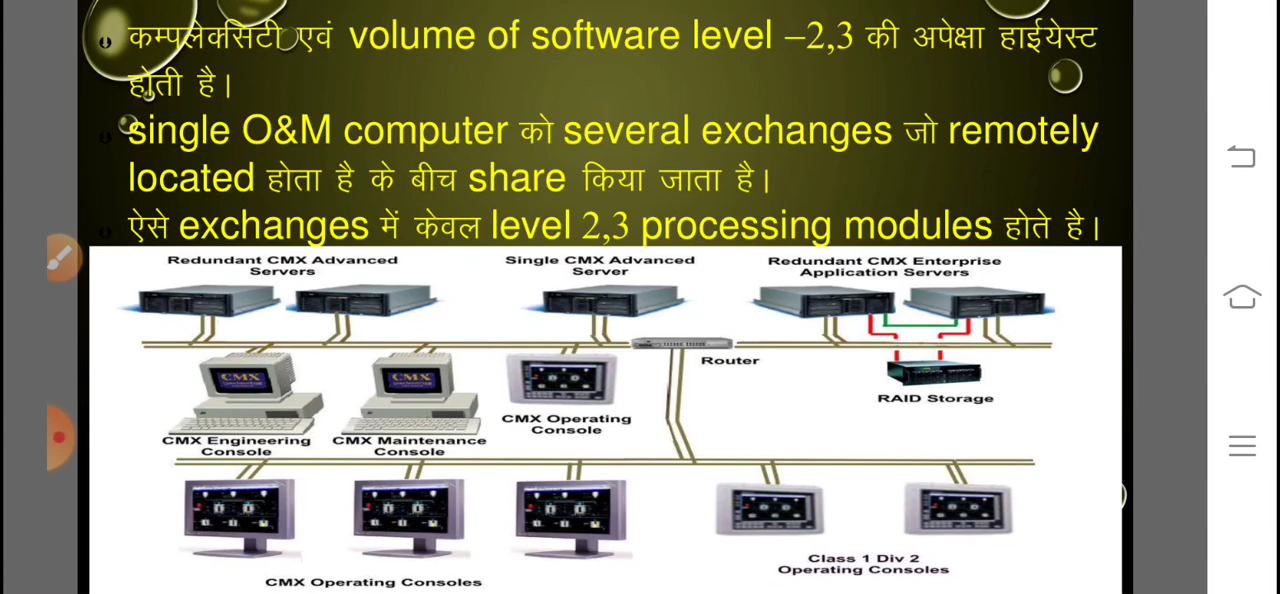 कम्पलेक्सिटी एवं volume of software level –2,3 की अपेक्षा हाईयेस्ट
होती है।
single O&M computer को several exchanges जो remotely
located होता है के बीच share किया जाता है।
ऐसे exchanges में केवल level 2,3 processing modules होते है।
Redundant CMX Advanced
Servers
Single CMX Advanced
Server
Redundant CMX Enterprise
Application Servers
Router
RAID Storage
CMX
CMX
CMX Engineering
Console
CMX Maintenance
Console
CMX Operating
Console
CMX Operating Consoles
Class 1 Div 2
Operating Consoles